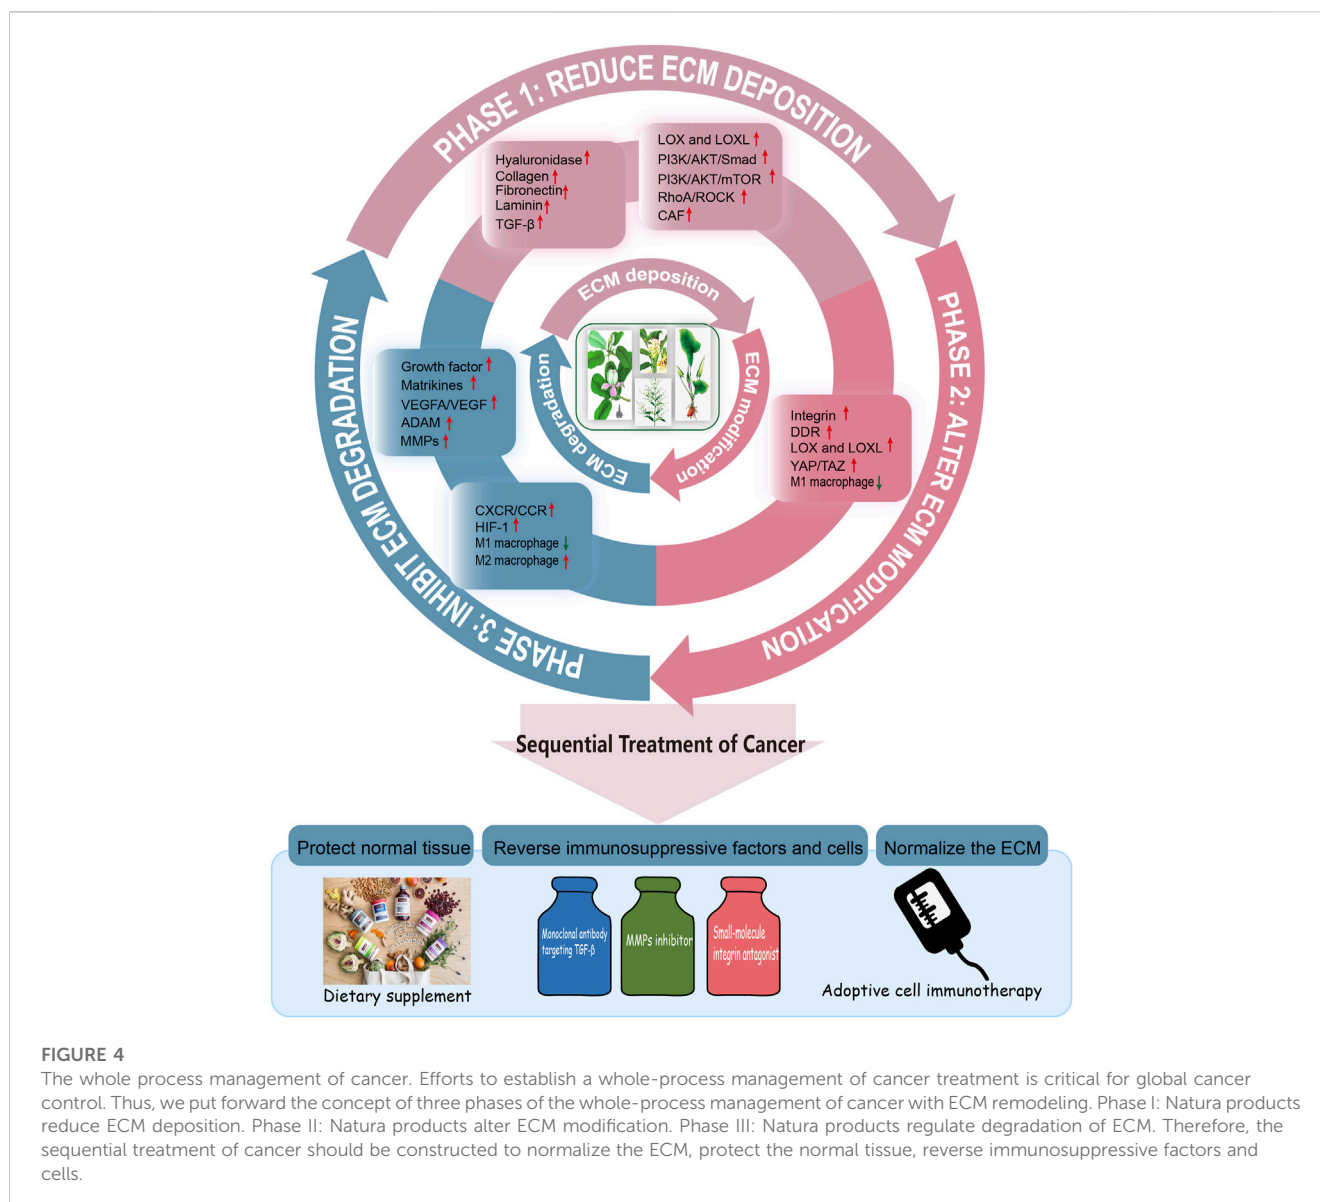 PHASE 1: REDUCE ECM DEPOSITION
Hyaluronidase↑
Collagen↑
Fibronectin↑
Laminin↑
TGF-β↑
LOX and LOXL↑
PI3K/AKT/Smad ↑
PI3K/AKT/mTOR ↑
RhoA/ROCK ↑
CAF↑
PHASE 2: ALTER ECM MODIFICATION
Integrin ↑
DDR ↑
LOX and LOXL ↑
YAP/TAZ ↑
M1 macrophage↓
PHASE 3: INHIBIT ECM DEGRADATION
Growth factor ↑
Matrikines ↑
VEGFA/VEGF ↑
ADAM ↑
MMPs ↑
CXCR/CCR↑
HIF-1 ↑
M1 macrophage ↓
M2 macrophage ↑
ECM deposition
ECM modification
ECM degradation
Sequential Treatment of Cancer
Protect normal tissue
Reverse immunosuppressive factors and cells
Normalize the ECM
Monoclonal antibody
targeting TGF-β
MMPs inhibitor
Small-molecule
integrin antagonist
Dietary supplement
Adoptive cell immunotherapy
FIGURE 4
The whole process management of cancer. Efforts to establish a whole-process management of cancer treatment is critical for global cancer
control. Thus, we put forward the concept of three phases of the whole-process management of cancer with ECM remodeling. Phase I: Natura products
reduce ECM deposition. Phase II: Natura products alter ECM modification. Phase III: Natura products regulate degradation of ECM. Therefore, the
sequential treatment of cancer should be constructed to normalize the ECM, protect the normal tissue, reverse immunosuppressive factors and
cells.